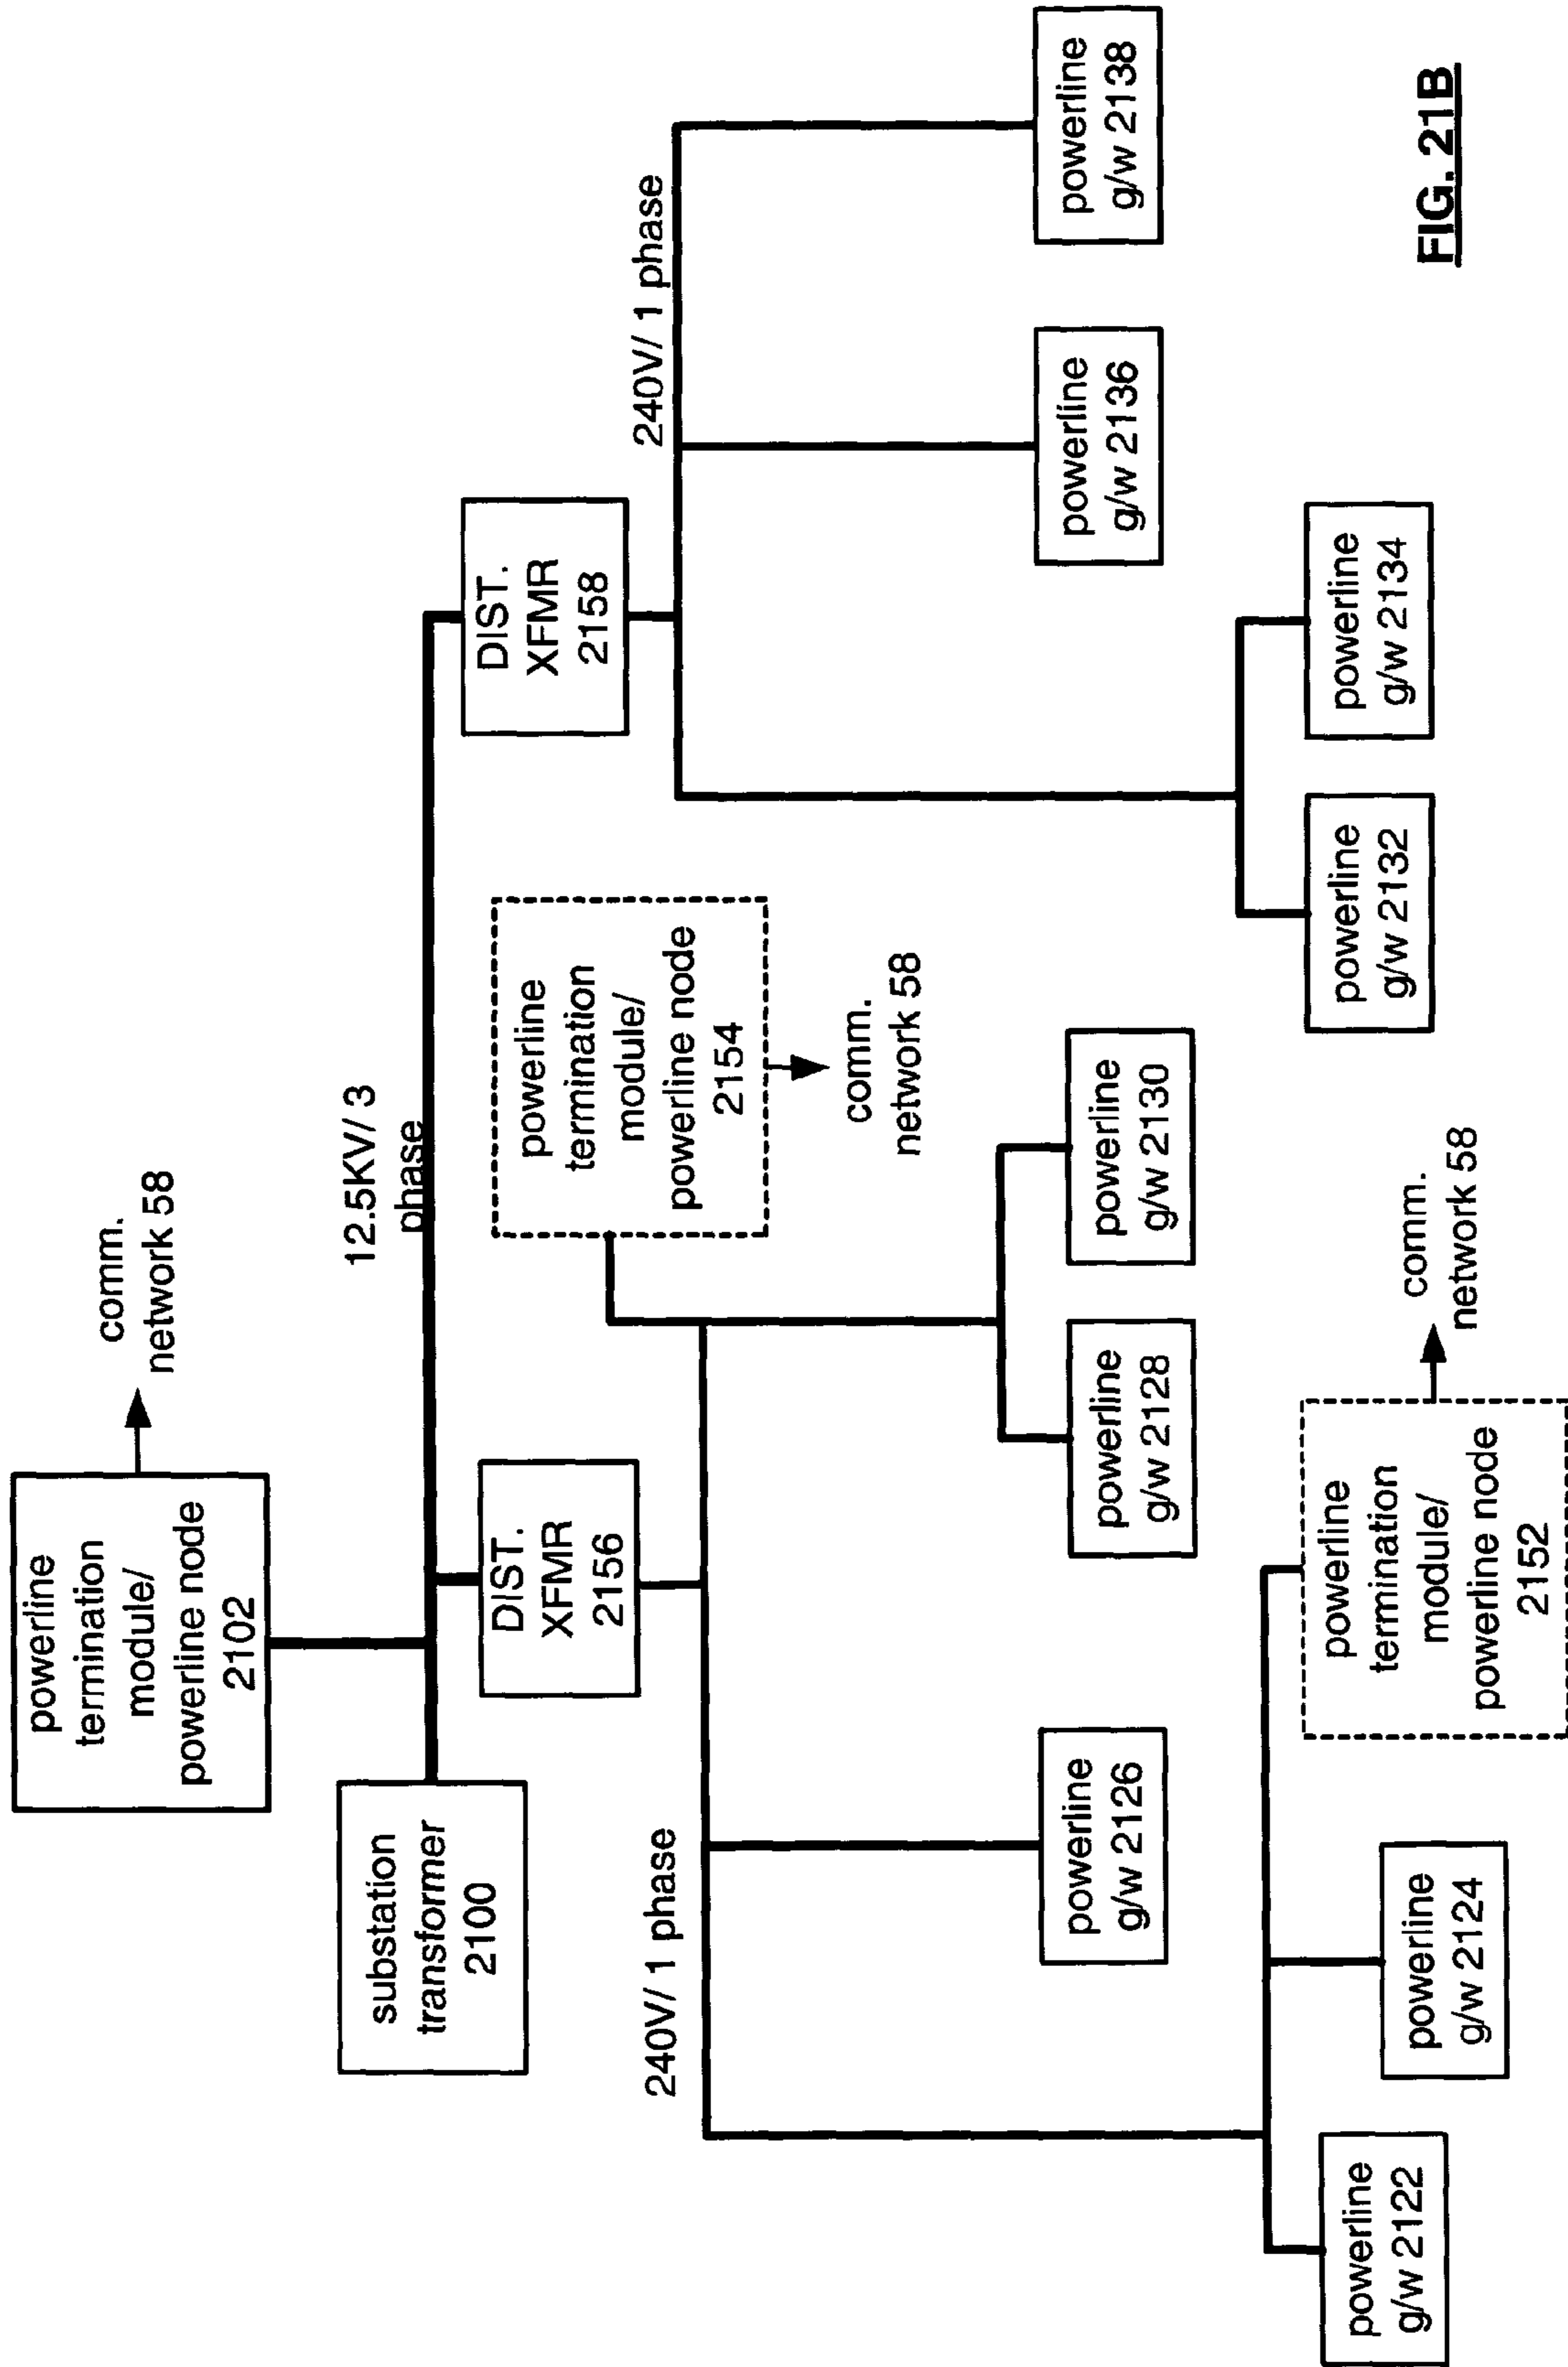 powerline
termination
module/
powerline node
2102
comm.
network 58
substation
transformer
2100
12.5KV/ 3
phase
DIST.
XFMR
2156
DIST.
XFMR
2158
powerline
termination
module/
powerline node
2154
comm.
network 58
240V/ 1 phase
240V/ 1 phase
powerline
g/w 2126
powerline
g/w 2128
powerline
g/w 2130
powerline
g/w 2136
powerline
g/w 2138
powerline
g/w 2122
powerline
g/w 2124
powerline
termination
module/
powerline node
2152
comm.
network 58
powerline
g/w 2132
powerline
g/w 2134
FIG. 21B